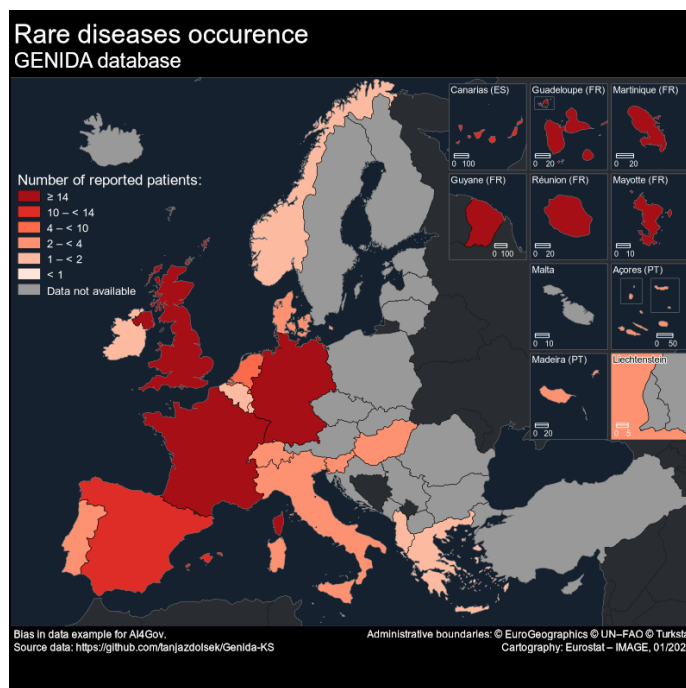 Rare diseases occurence
GENIDA database
Canarias (ES)
0 100
Guadeloupe (FR)
0 20
Martinique (FR)
0 20
Guyane (FR)
0 100
Réunion (FR)
0 20
Mayotte (FR)
0 10
Malta
0 10
Açores (PT)
0 50
Madeira (PT)
0 20
Liechtenstein
0 5
Number of reported patients:
≥ 14
10 – < 14
4 – < 10
2 – < 4
1 – < 2
< 1
Data not available
Bias in data example for AI4Gov.
Source data: https://github.com/tanjazdolsek/Genida-KS
Administrative boundaries: © EuroGeographics © UN–FAO © Turksta
Cartography: Eurostat – IMAGE, 01/202